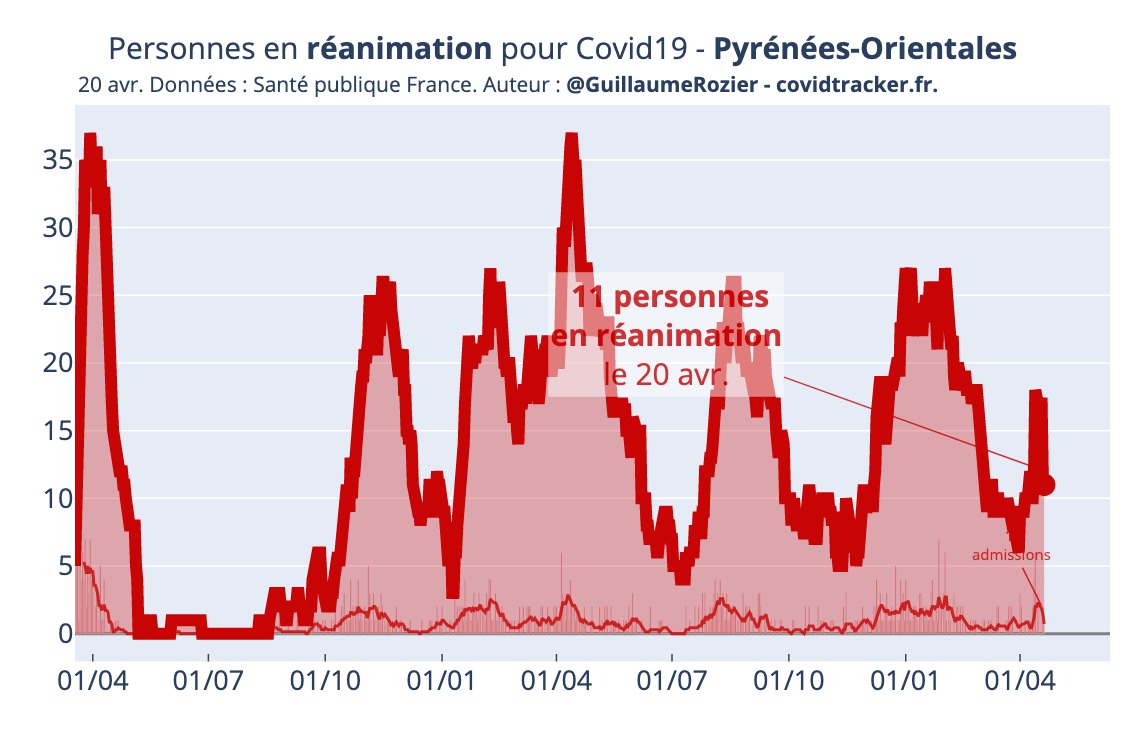 Personnes en réanimation pour Covid19 - Pyrénées-Orientales
20 avr. Données : Santé publique France. Auteur : @GuillaumeRozier - covidtracker.fr.
35
30
25
20
15
10
5
0
11 personnes
en réanimation
le 20 avr.
admissions
01/04 01/07 01/10 01/01 01/04 01/07 01/10 01/01 01/04